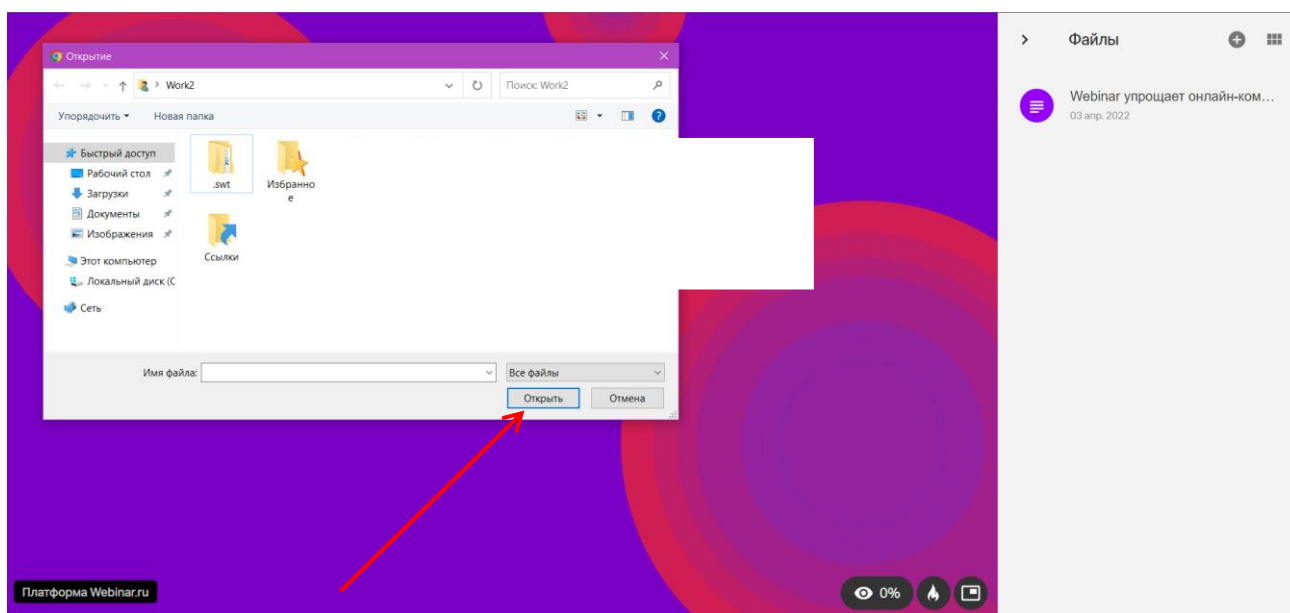 Открытие
Work2
Поиск: Work2
Упорядочить
Новая папка
Быстрый доступ
Рабочий стол
Загрузки
Документы
Изображения
Этот компьютер
Локальный диск (С
Сеть
.swt
Избранно
е
Ссылки
Имя файла:
Все файлы
Открыть
Отмена
Платформа Webinar.ru
0%
Файлы
Webinar упрощает онлайн-ком...
03 апр. 2022